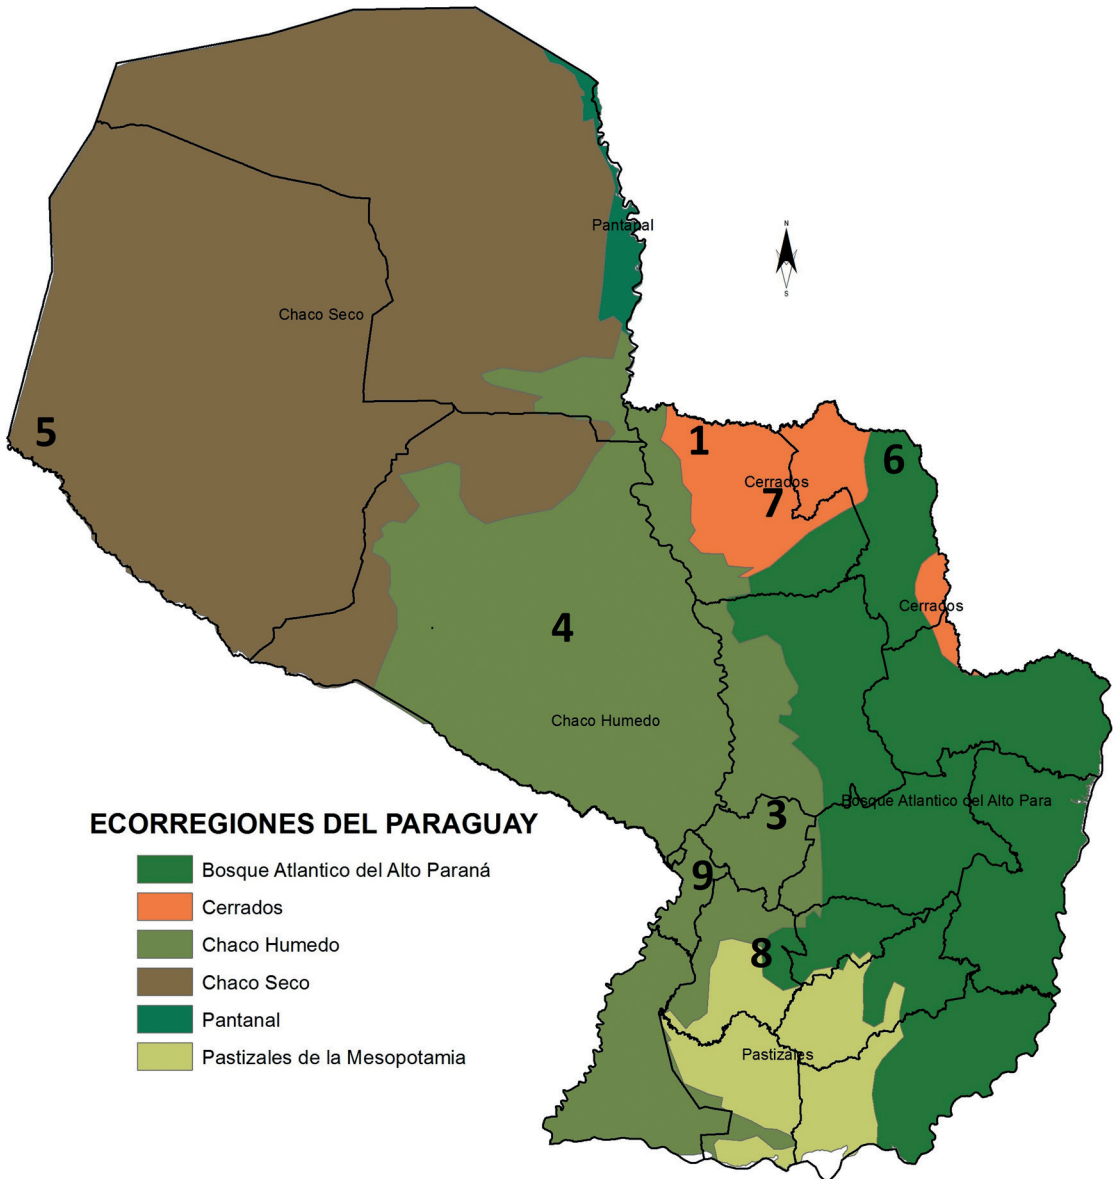 Pantanal
N
S
Chaco Seco
5
1
6
Cerrados
7
Cerrados
4
Chaco Humedo
3
Bosque Atlantico del Alto Para
9
8
Pastizales
ECORREGIONES DEL PARAGUAY
Bosque Atlantico del Alto Paraná
Cerrados
Chaco Humedo
Chaco Seco
Pantanal
Pastizales de la Mesopotamia